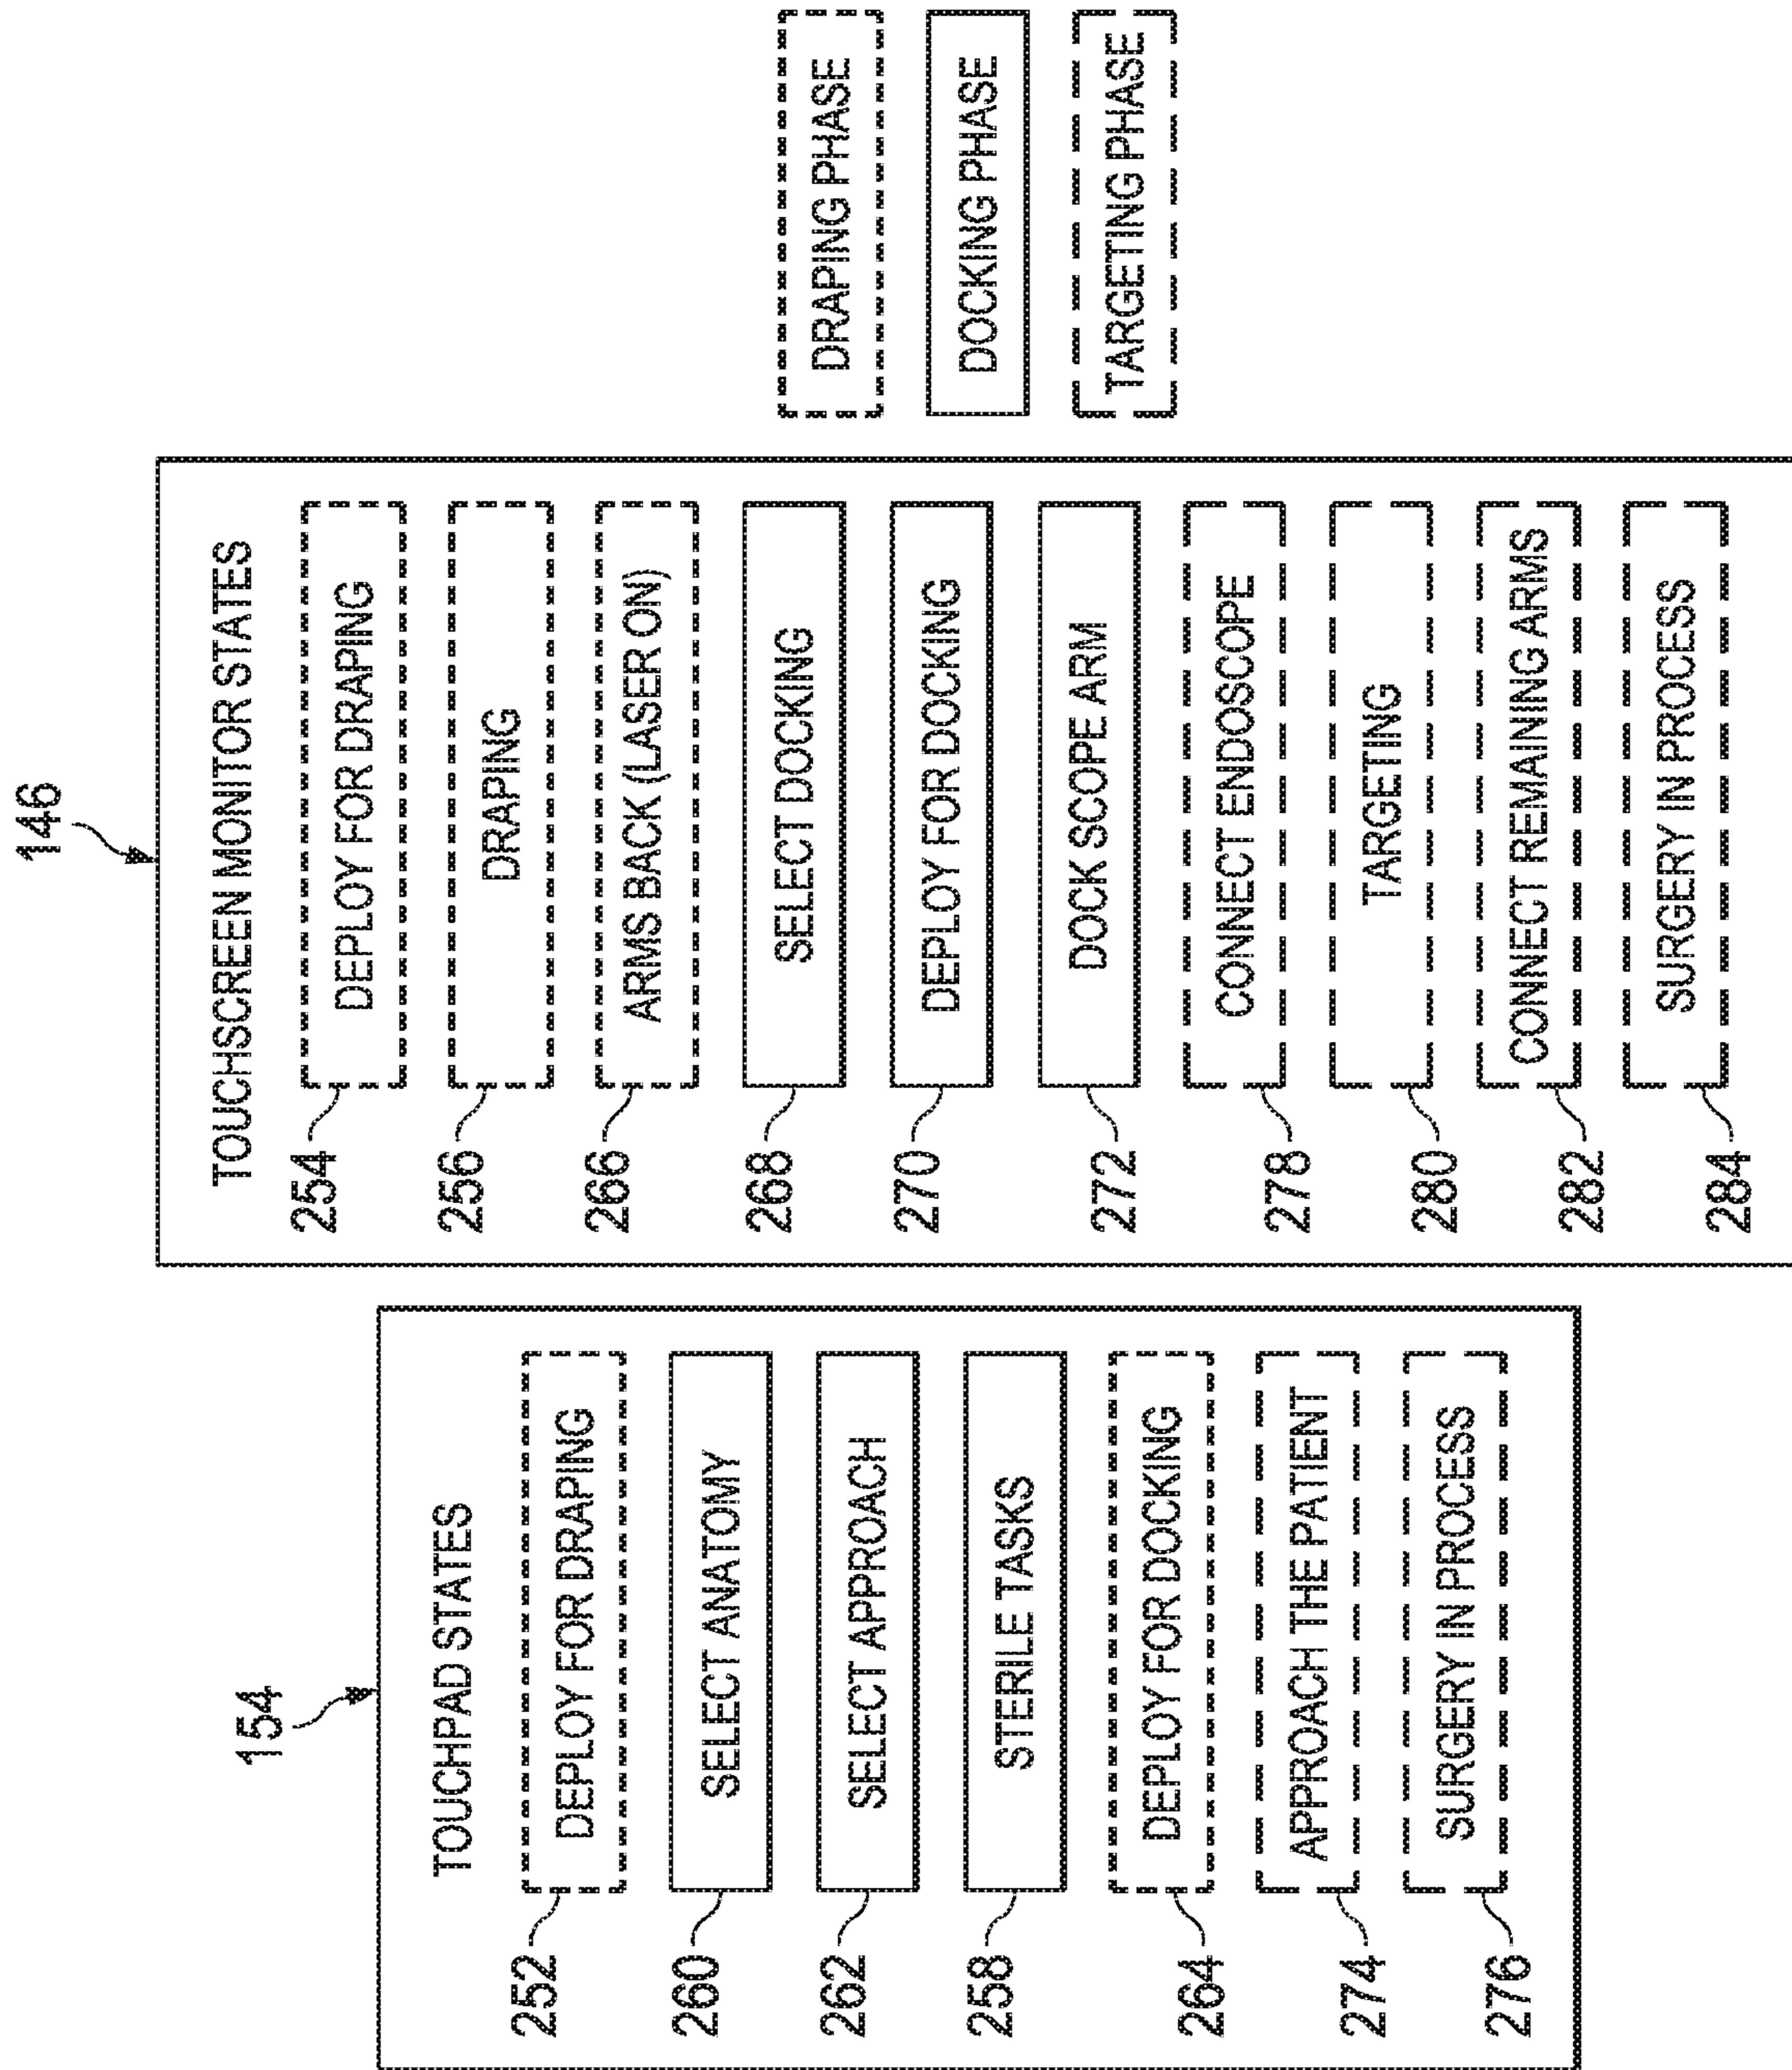 154
TOUCHPAD STATES
252
DEPLOY FOR DRAPING
260
SELECT ANATOMY
262
SELECT APPROACH
258
STERILE TASKS
264
DEPLOY FOR DOCKING
274
APPROACH THE PATIENT
276
SURGERY IN PROCESS
146
TOUCHSCREEN MONITOR STATES
254
DEPLOY FOR DRAPING
256
DRAPING
266
ARMS BACK (LASER ON)
268
SELECT DOCKING
270
DEPLOY FOR DOCKING
272
DOCK SCOPE ARM
278
CONNECT ENDOSCOPE
280
TARGETING
282
CONNECT REMAINING ARMS
284
SURGERY IN PROCESS
DRAPING PHASE
DOCKING PHASE
TARGETING PHASE